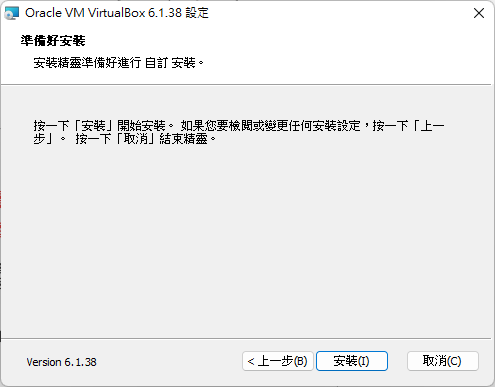 Oracle VM VirtualBox 6.1.38 設定
準備好安裝
安裝精靈準備好進行 自訂 安裝。
按一下「安裝」開始安裝。 如果您要檢閱或變更任何安裝設定，按一下「上一
步」。 按一下「取消」結束精靈。
Version 6.1.38
< 上一步(B)
安裝(I)
取消(C)